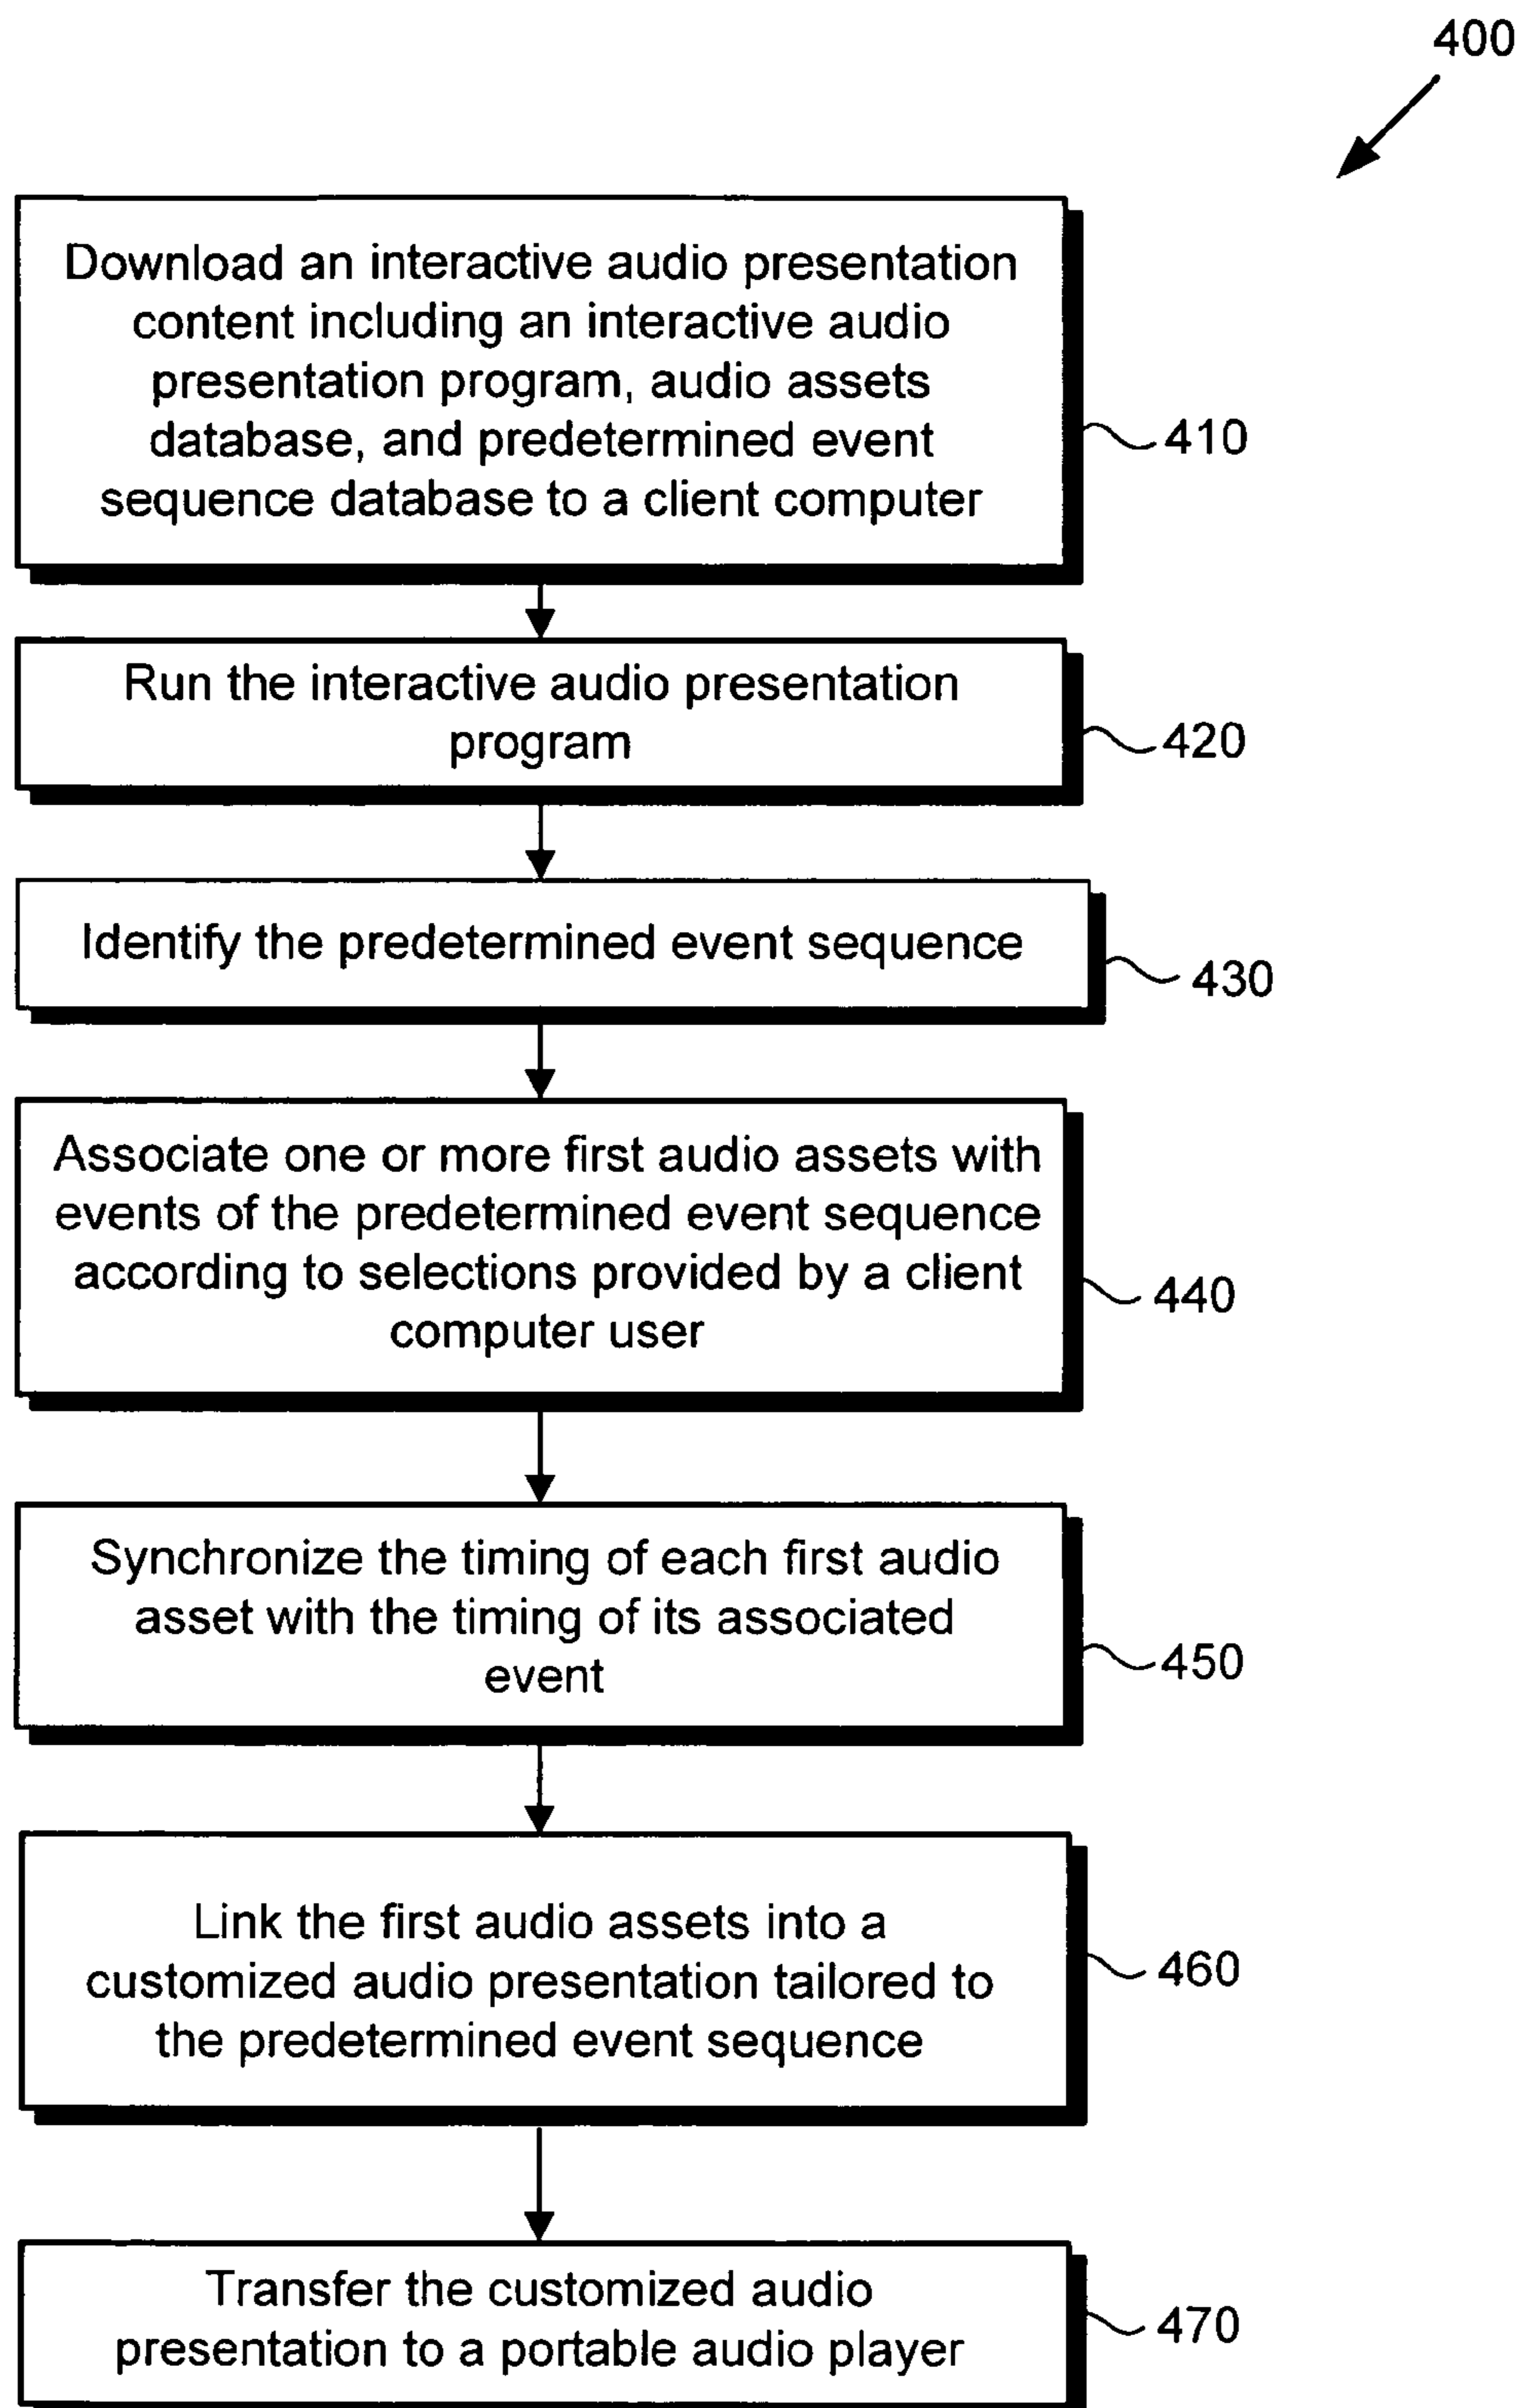 400
Download an interactive audio presentation
content including an interactive audio
presentation program, audio assets
database, and predetermined event
sequence database to a client computer
410
Run the interactive audio presentation
program
420
Identify the predetermined event sequence
430
Associate one or more first audio assets with
events of the predetermined event sequence
according to selections provided by a client
computer user
440
Synchronize the timing of each first audio
asset with the timing of its associated
event
450
Link the first audio assets into a
customized audio presentation tailored to
the predetermined event sequence
460
Transfer the customized audio
presentation to a portable audio player
470